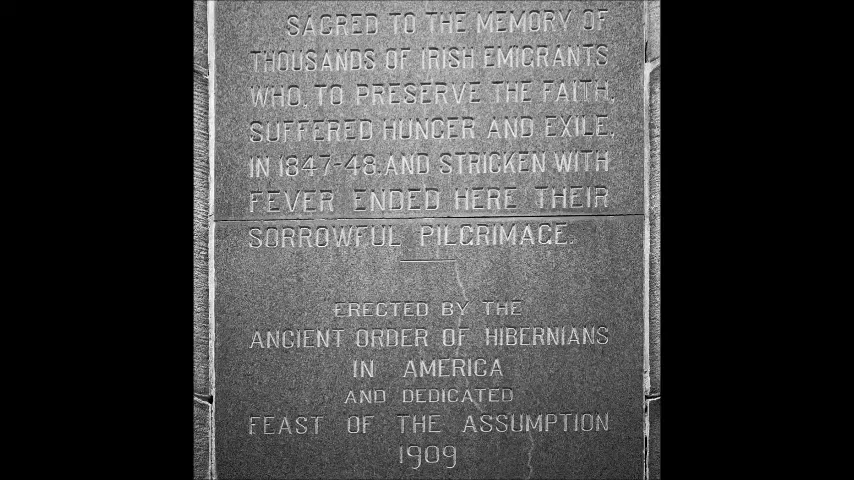 SACRED TO THE MEMORY OF
THOUSANDS OF IRISH EMIGRANTS
WHO, TO PRESERVE THE FAITH,
SUFFERED HUNGER AND EXILE,
IN 1847-48. AND STRICKEN WITH
FEVER ENDED HERE THEIR
SORROWFUL PILGRIMAGE.
ERECTED BY THE
ANCIENT ORDER OF HIBERNIANS
IN AMERICA
AND DEDICATED
FEAST OF THE ASSUMPTION
1909